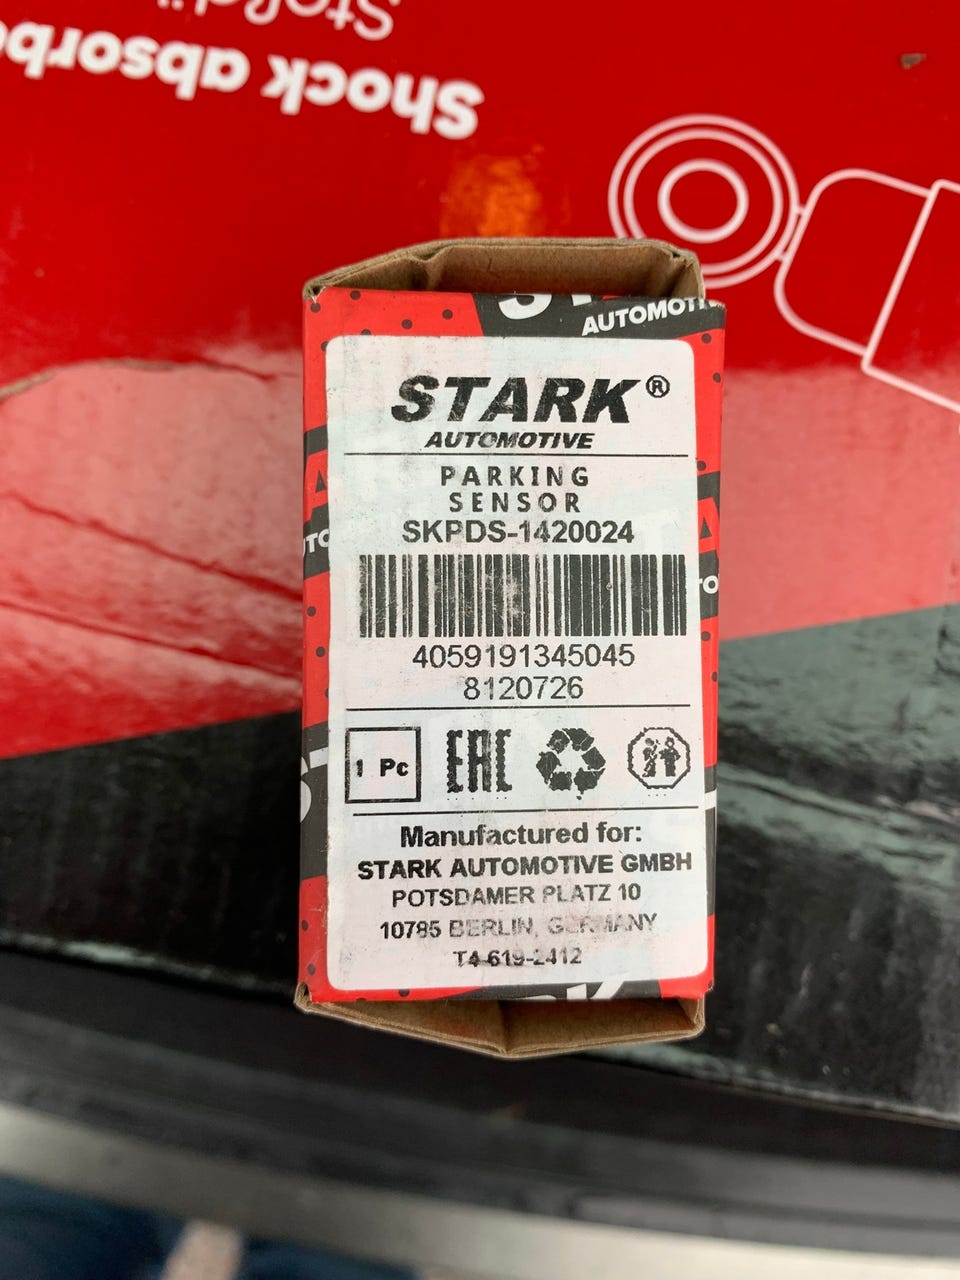 Shock absorbe
STARK®
AUTOMOTIVE
PARKING
SENSOR
SKPDS-1420024
4059191345045
8120726
1 Pc
EAC
Manufactured for:
STARK AUTOMOTIVE GMBH
POTSDAMER PLATZ 10
10785 BERLIN, GERMANY
T4-619-2412